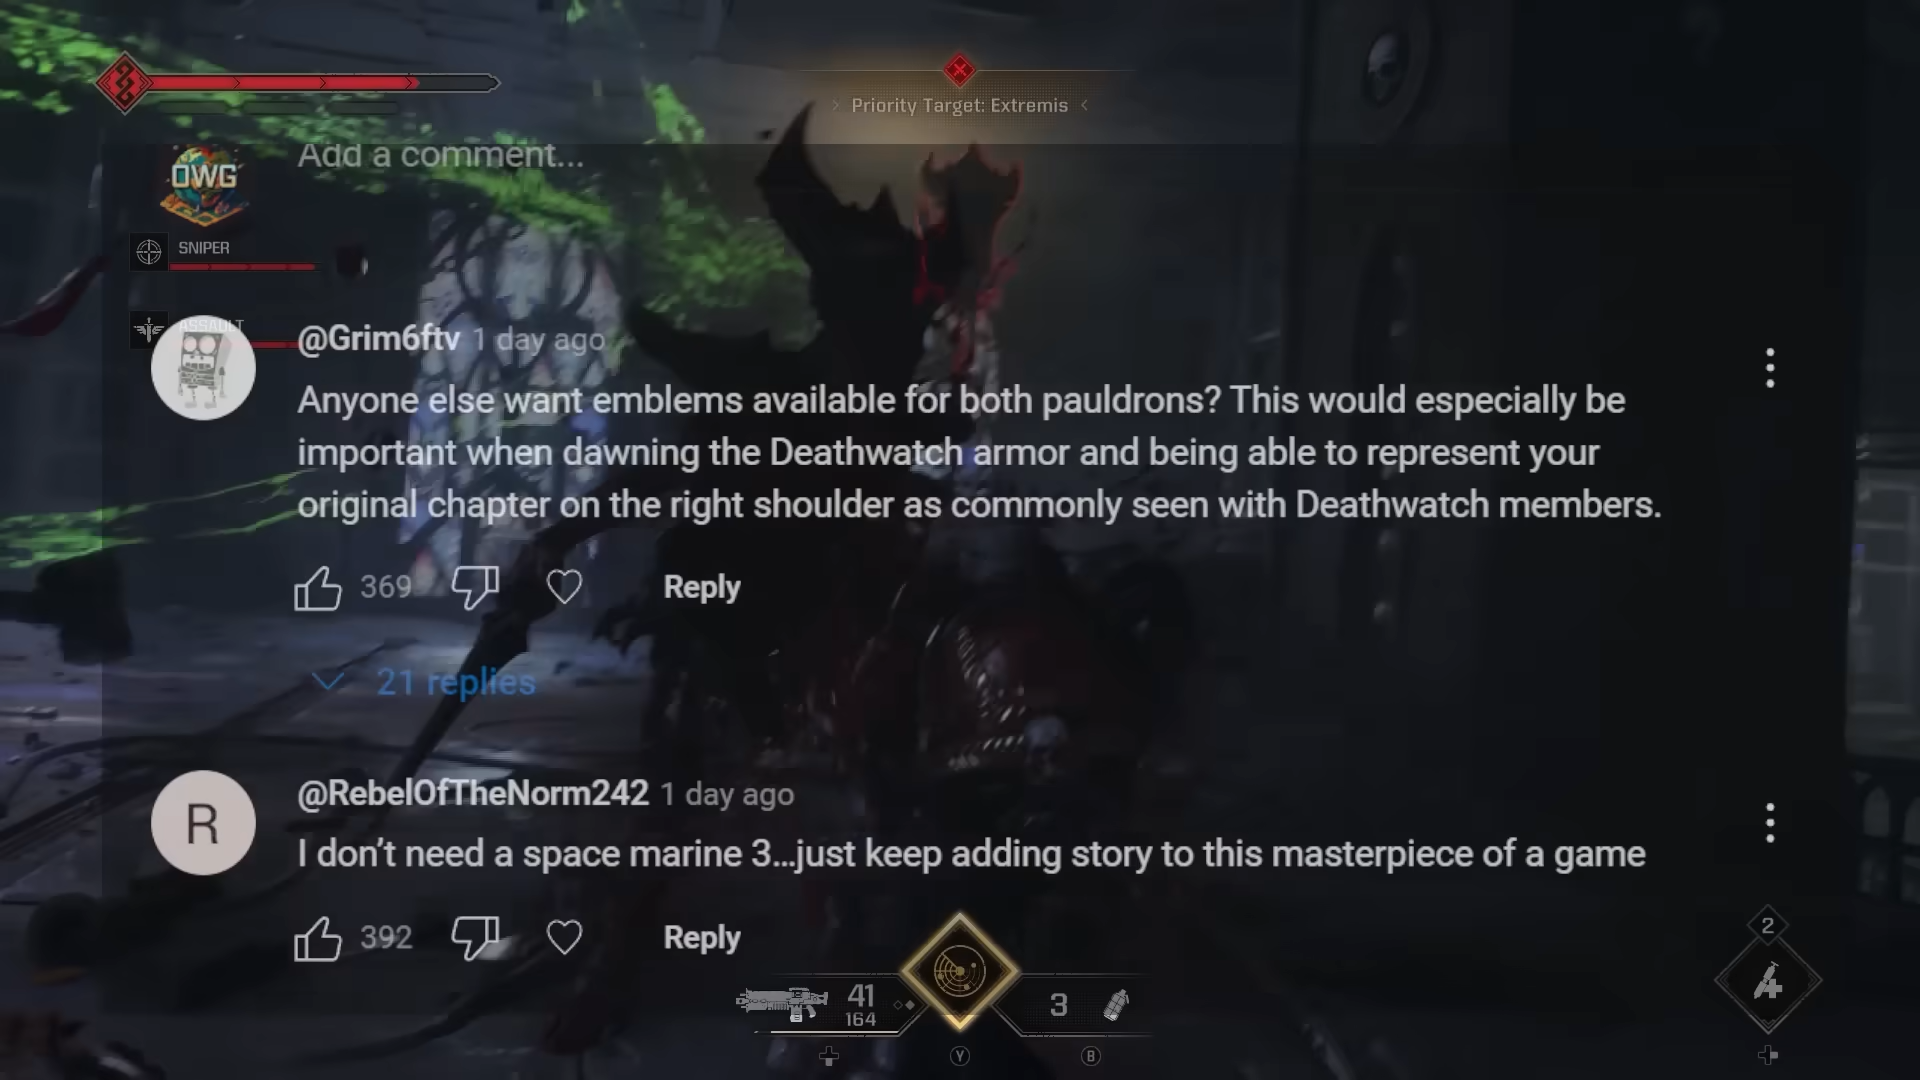 Priority Target: Extremis
Add a comment...
OWG
SNIPER
ASSAULT
@Grim6ftv 1 day ago
Anyone else want emblems available for both pauldrons? This would especially be
important when dawning the Deathwatch armor and being able to represent your
original chapter on the right shoulder as commonly seen with Deathwatch members.
369 Reply
21 replies
R
@RebelOfTheNorm242 1 day ago
I don't need a space marine 3...just keep adding story to this masterpiece of a game
392 Reply
2
41
164
3
Y
B